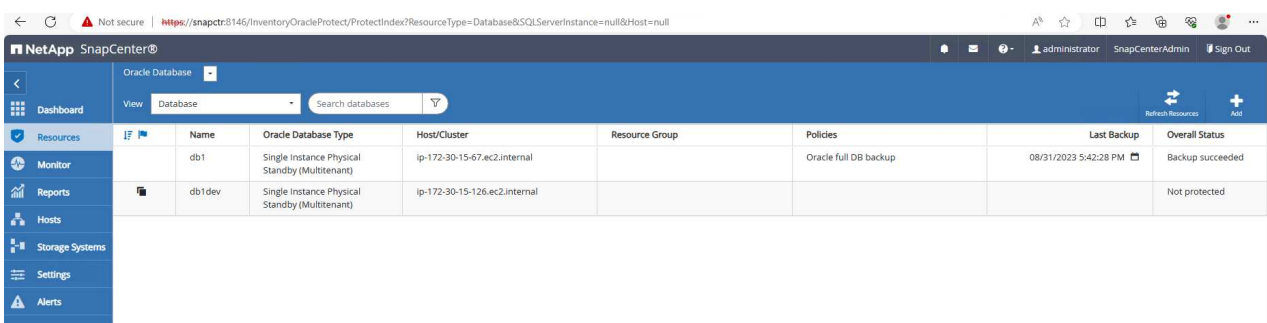 Not secure | https://snapctr:8146/InventoryOracleProtect/ProtectIndex?ResourceType=Database&SQLServerInstance=null&Host=null
NetApp SnapCenter®
administrator SnapCenterAdmin Sign Out
Oracle Database
View Database Search databases
Refresh Resources Add
Dashboard
Resources
Monitor
Reports
Hosts
Storage Systems
Settings
Alerts
Name Oracle Database Type Host/Cluster Resource Group Policies Last Backup Overall Status
db1 Single Instance Physical Standby (Multitenant) ip-172-30-15-67.ec2.internal Oracle full DB backup 08/31/2023 5:42:28 PM Backup succeeded
db1dev Single Instance Physical Standby (Multitenant) ip-172-30-15-126.ec2.internal Not protected